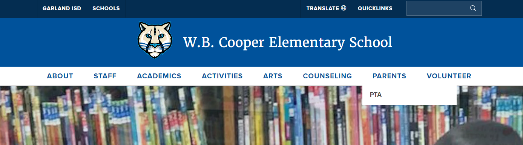 GARLAND ISD SCHOOLS TRANSLATE QUICKLINKS
W.B. Cooper Elementary School
ABOUT STAFF ACADEMICS ACTIVITIES ARTS COUNSELING PARENTS VOLUNTEER
PTA